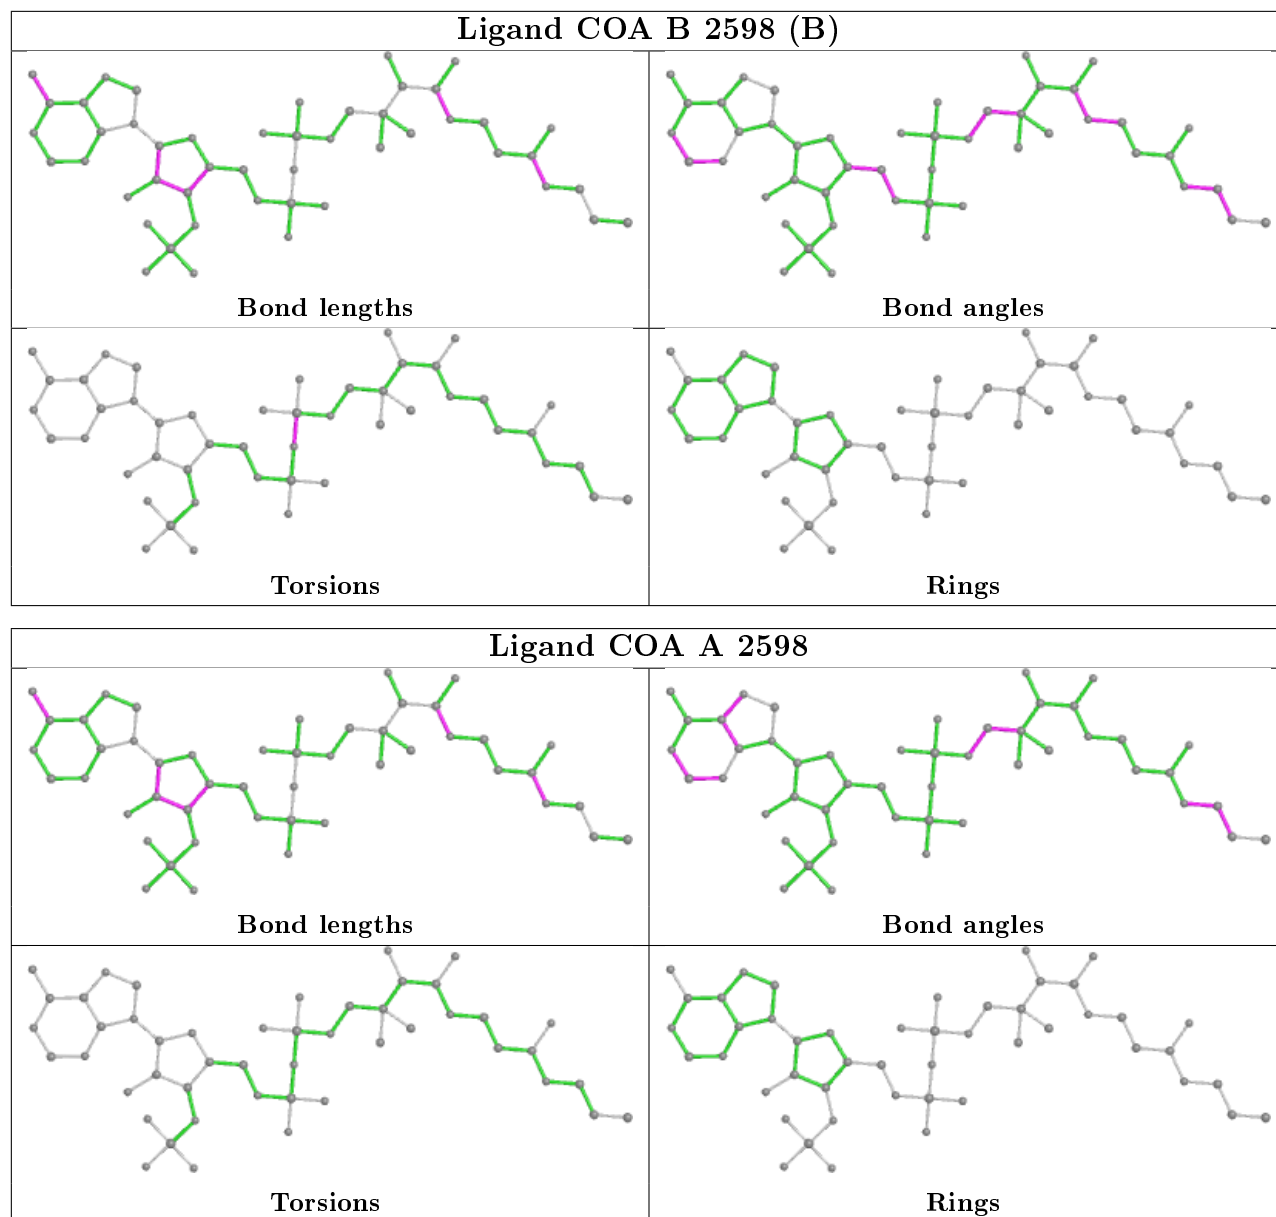 Ligand COA B 2598 (B)
Bond lengths
Bond angles
Torsions
Rings
Ligand COA A 2598
Bond lengths
Bond angles
Torsions
Rings